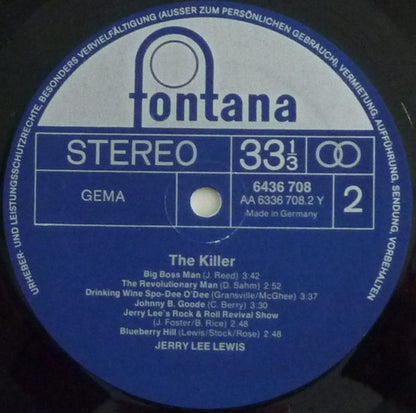 URHEBER- UND LEISTUNGSSCHUTZRECHTE, BESONDERS VERVIELFÄLTIGUNG (AUSSER ZUM PERSÖNLICHEN GEBRAUCH), VERMIETUNG, AUFFÜHRUNG, SENDUNG, VORBEHALTEN
fontana
STEREO
33 1/3
GEMA
6436 708
AA 6336 708.2 Y
Made in Germany
2
The Killer
Big Boss Man (J. Reed) 3:42
The Revolutionary Man (D. Sahm) 2:52
Drinking Wine Spo-Dee O'Dee (Gransville/McGhee) 3:37
Johnny B. Goode (C. Berry) 3:30
Jerry Lee's Rock & Roll Revival Show
(J. Foster/B. Rice) 2:48
Blueberry Hill (Lewis/Stock/Rose) 2:48
JERRY LEE LEWIS